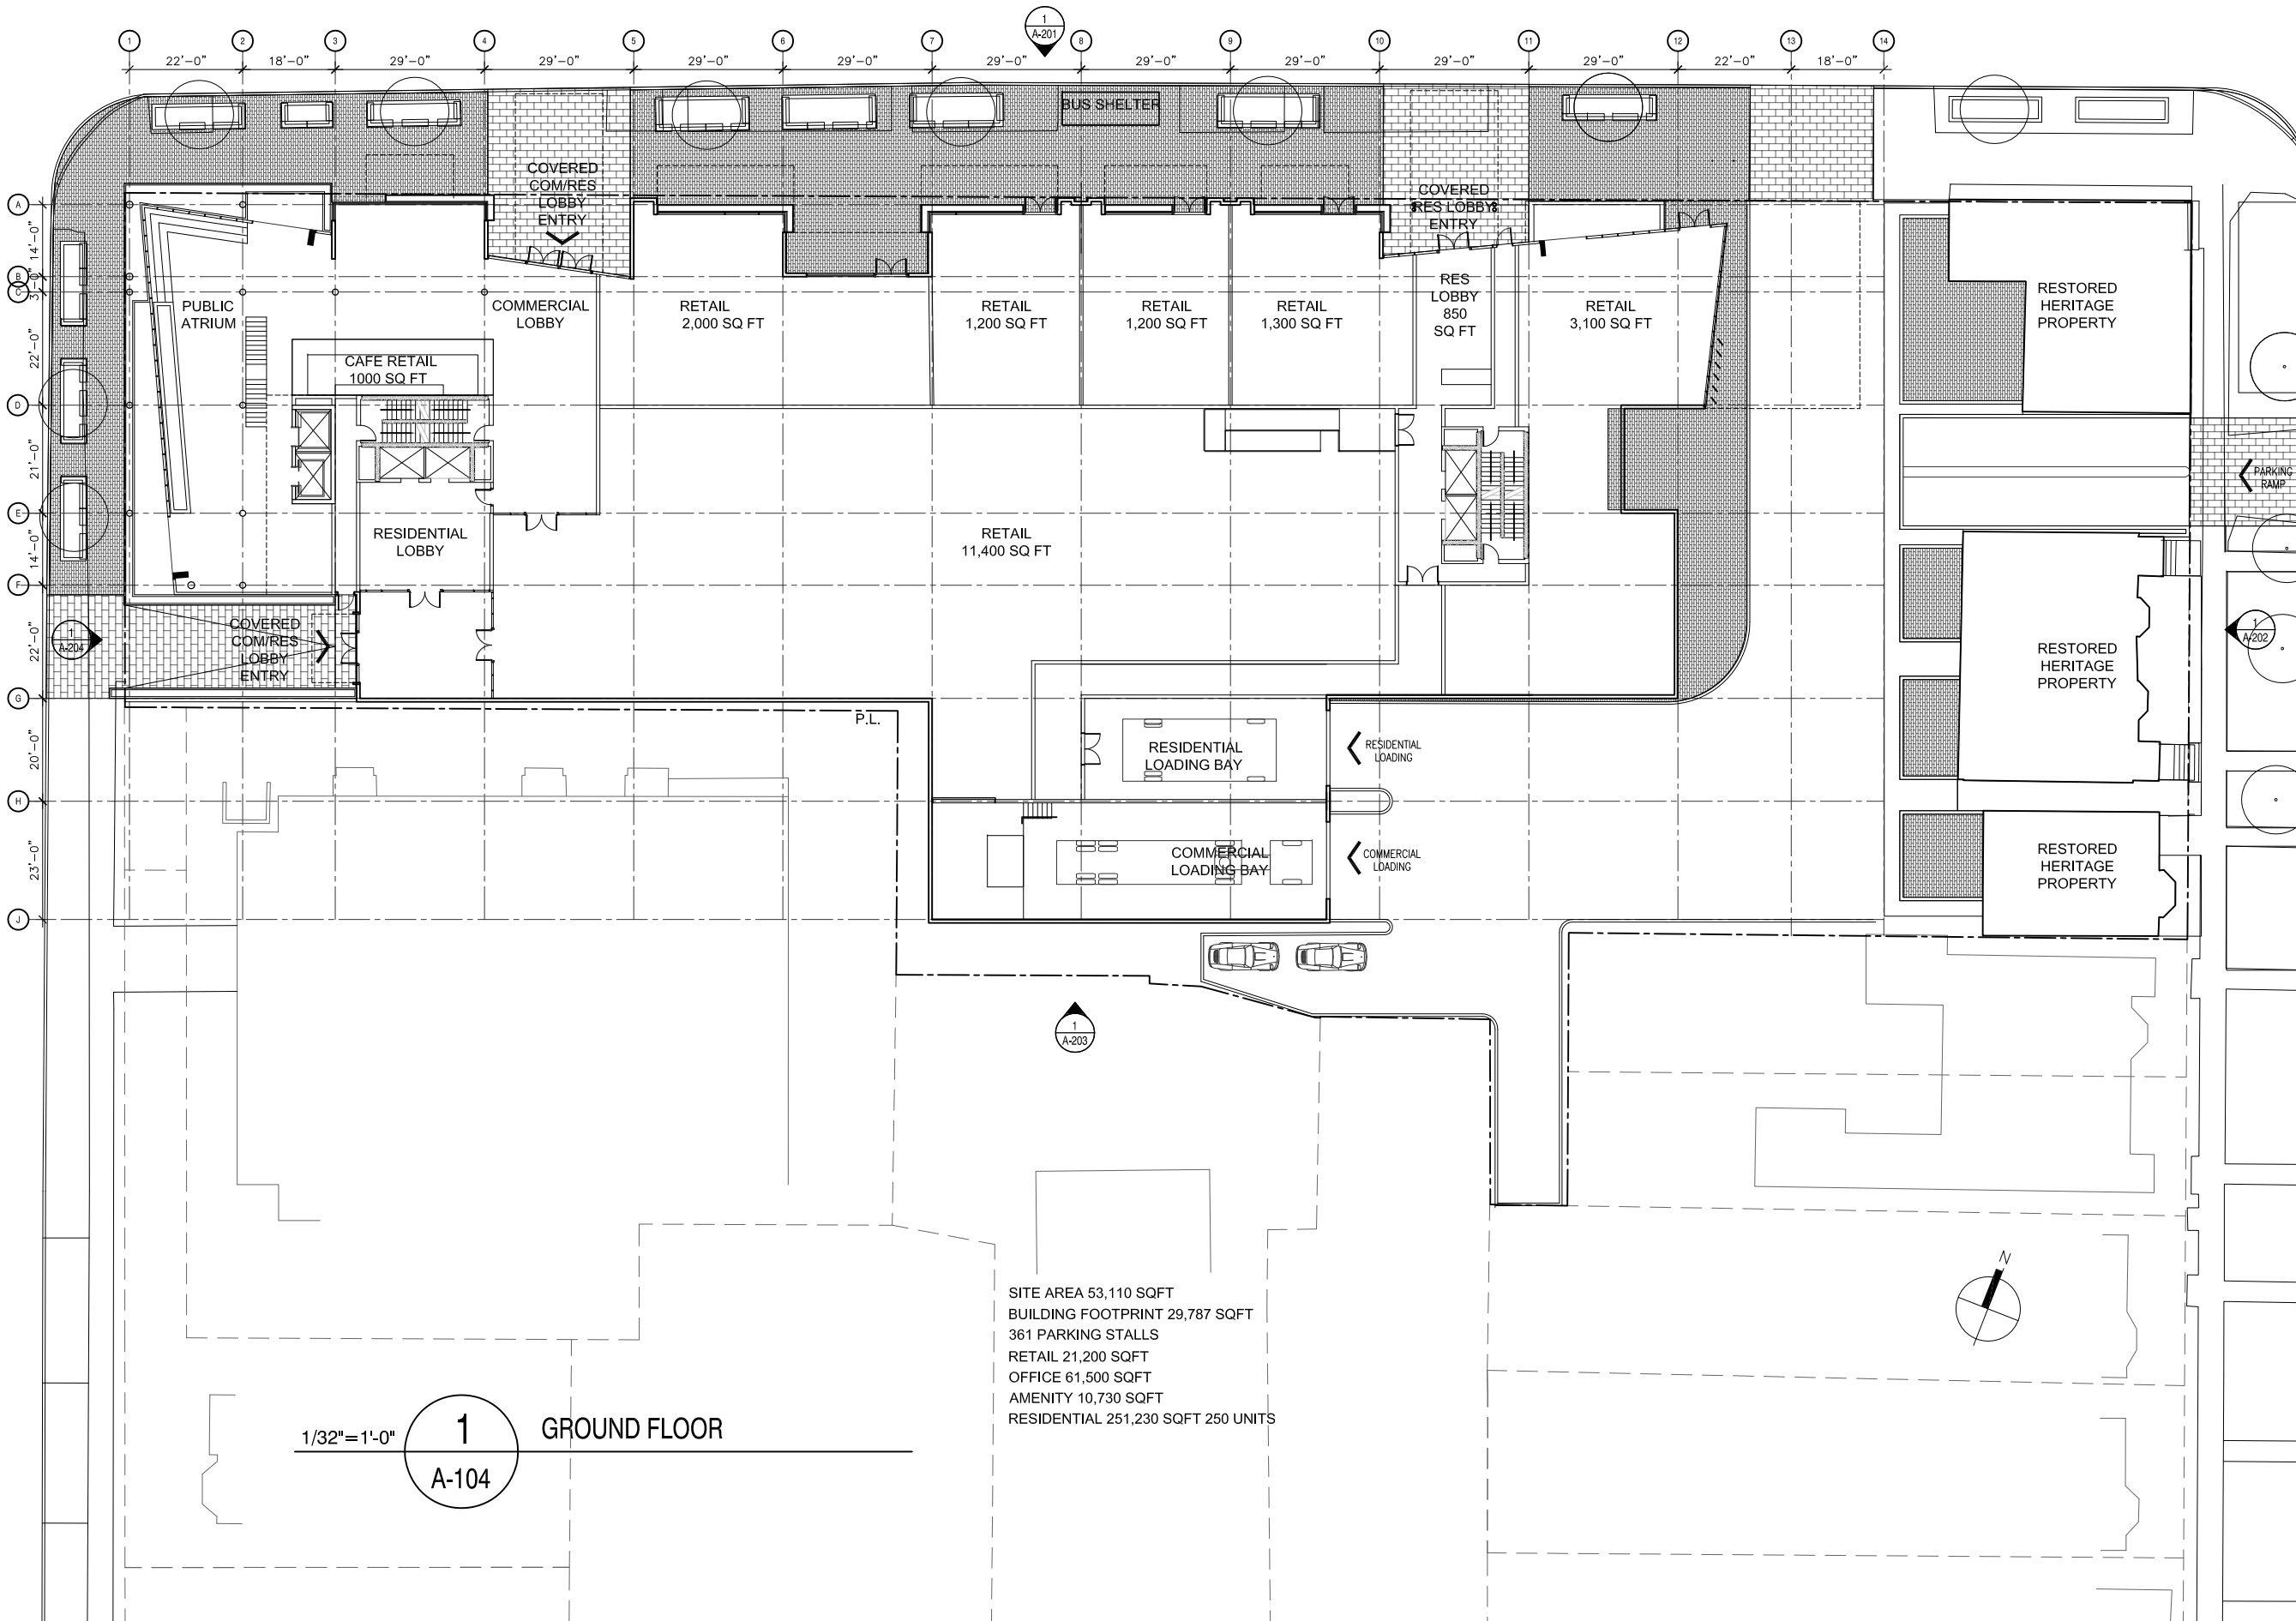 1
A-201
1
2
3
4
5
6
7
8
9
10
11
12
13
14
22'-0"
18'-0"
29'-0"
29'-0"
29'-0"
29'-0"
29'-0"
29'-0"
29'-0"
29'-0"
29'-0"
22'-0"
18'-0"
BUS SHELTER
A
B
C
D
E
F
G
H
J
14'-0"
3'-0"
22'-0"
21'-0"
14'-0"
22'-0"
20'-0"
23'-0"
COVERED
COM/RES
LOBBY
ENTRY
COVERED
RES LOBBY
ENTRY
PUBLIC
ATRIUM
COMMERCIAL
LOBBY
RETAIL
2,000 SQ FT
RETAIL
1,200 SQ FT
RETAIL
1,200 SQ FT
RETAIL
1,300 SQ FT
RES
LOBBY
850
SQ FT
RETAIL
3,100 SQ FT
RESTORED
HERITAGE
PROPERTY
CAFE RETAIL
1000 SQ FT
PARKING
RAMP
RESIDENTIAL
LOBBY
RETAIL
11,400 SQ FT
1
A-204
COVERED
COM/RES
LOBBY
ENTRY
RESTORED
HERITAGE
PROPERTY
1
A-202
P.L.
RESIDENTIAL
LOADING BAY
RESIDENTIAL
LOADING
COMMERCIAL
LOADING BAY
COMMERCIAL
LOADING
RESTORED
HERITAGE
PROPERTY
1
A-203
N
SITE AREA 53,110 SQFT
BUILDING FOOTPRINT 29,787 SQFT
361 PARKING STALLS
RETAIL 21,200 SQFT
OFFICE 61,500 SQFT
AMENITY 10,730 SQFT
RESIDENTIAL 251,230 SQFT 250 UNITS
1/32"=1'-0"
1
A-104
GROUND FLOOR